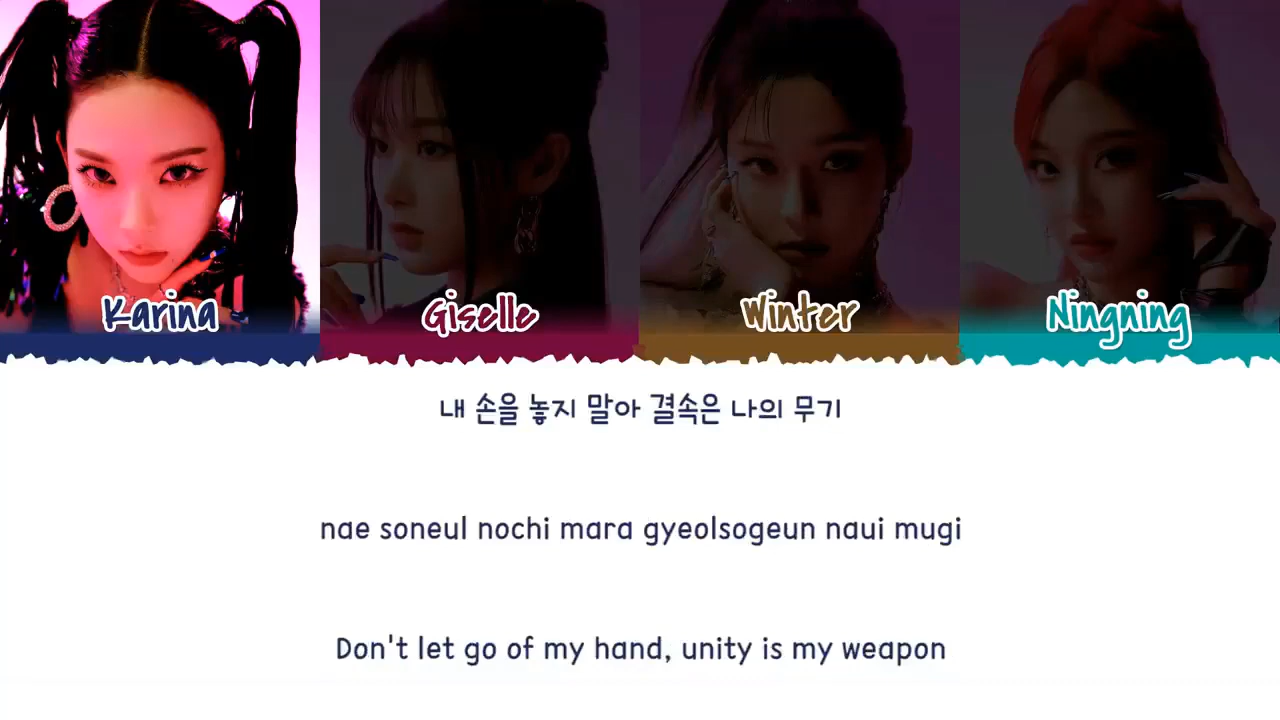 Karina Giselle Winter Ningning
내 손을 놓지 말아 결속은 나의 무기
nae soneul nochi mara gyeolsogeun naui mugi
Don't let go of my hand, unity is my weapon